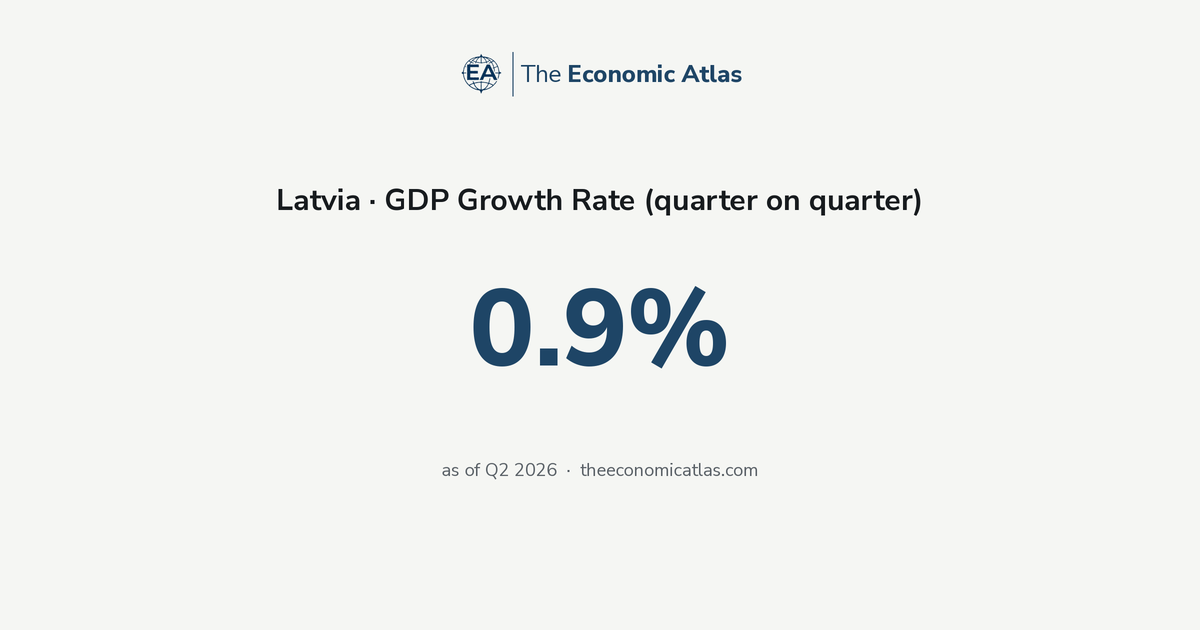 EA The Economic Atlas
Latvia · GDP Growth Rate (quarter on quarter)
0.9%
as of Q2 2026 · theeconomicatlas.com